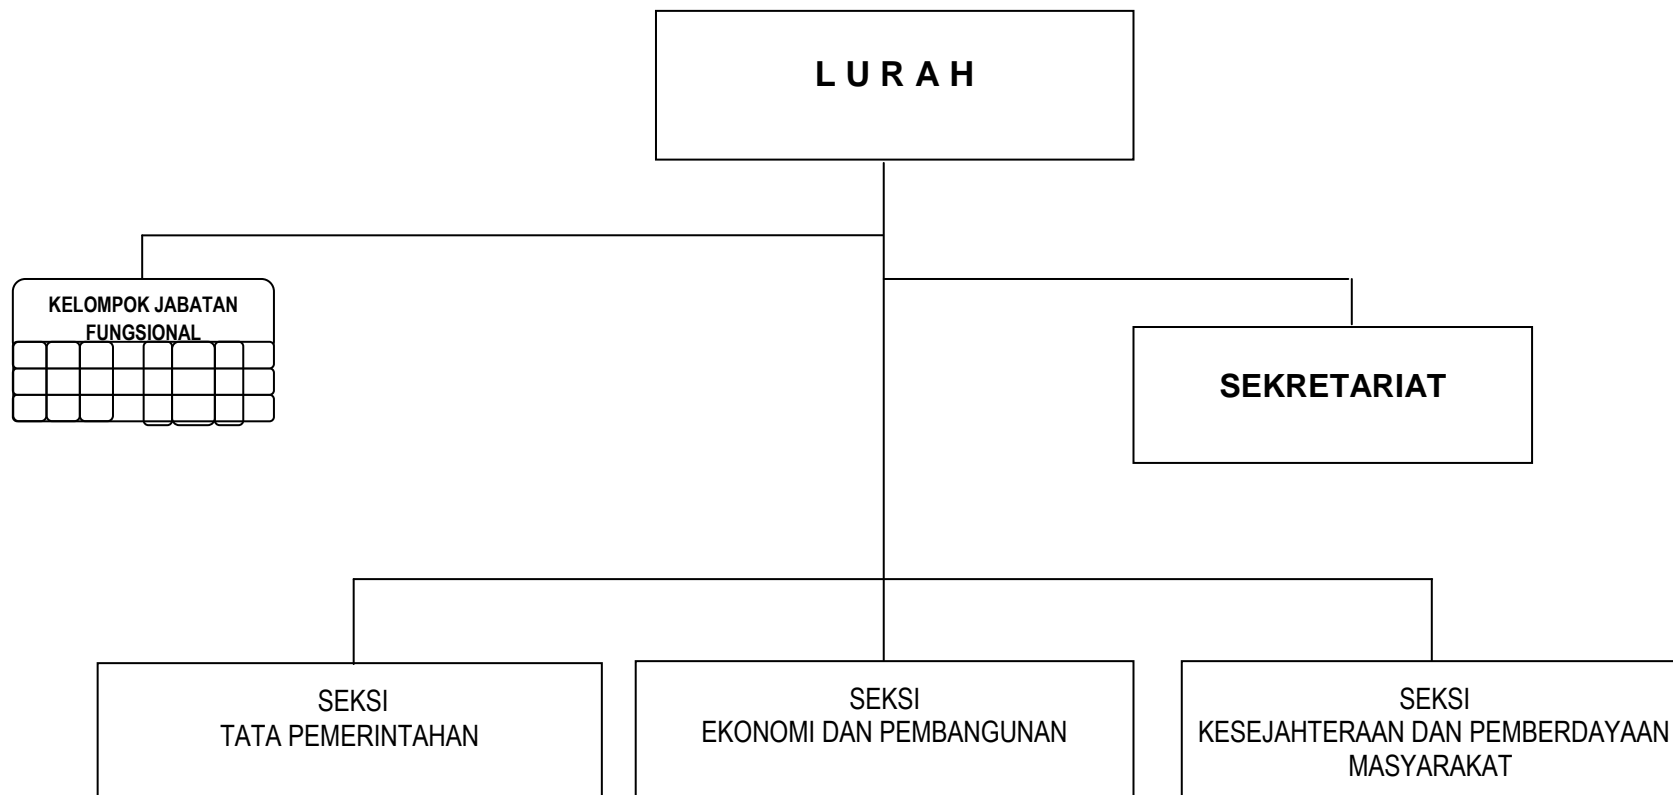 L U R A H
KELOMPOK JABATAN
FUNGSIONAL
SEKRETARIAT
SEKSI
TATA PEMERINTAHAN
SEKSI
EKONOMI DAN PEMBANGUNAN
SEKSI
KESEJAHTERAAN DAN PEMBERDAYAAN
MASYARAKAT